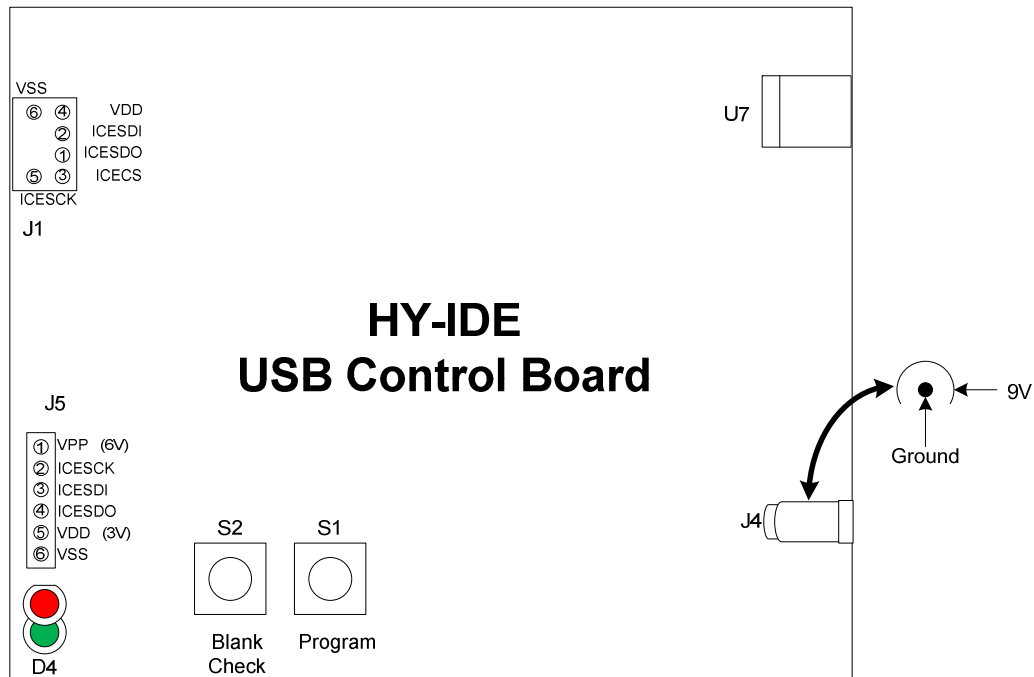 VSS
⑥ ④ VDD
② ICESDI
① ICESDO
⑤ ③ ICECS
ICESCK
J1
U7
HY-IDE
USB Control Board
9V
Ground
J4
J5
① VPP (6V)
② ICESCK
③ ICESDI
④ ICESDO
⑤ VDD (3V)
⑥ VSS
D4
S2
Blank
Check
S1
Program